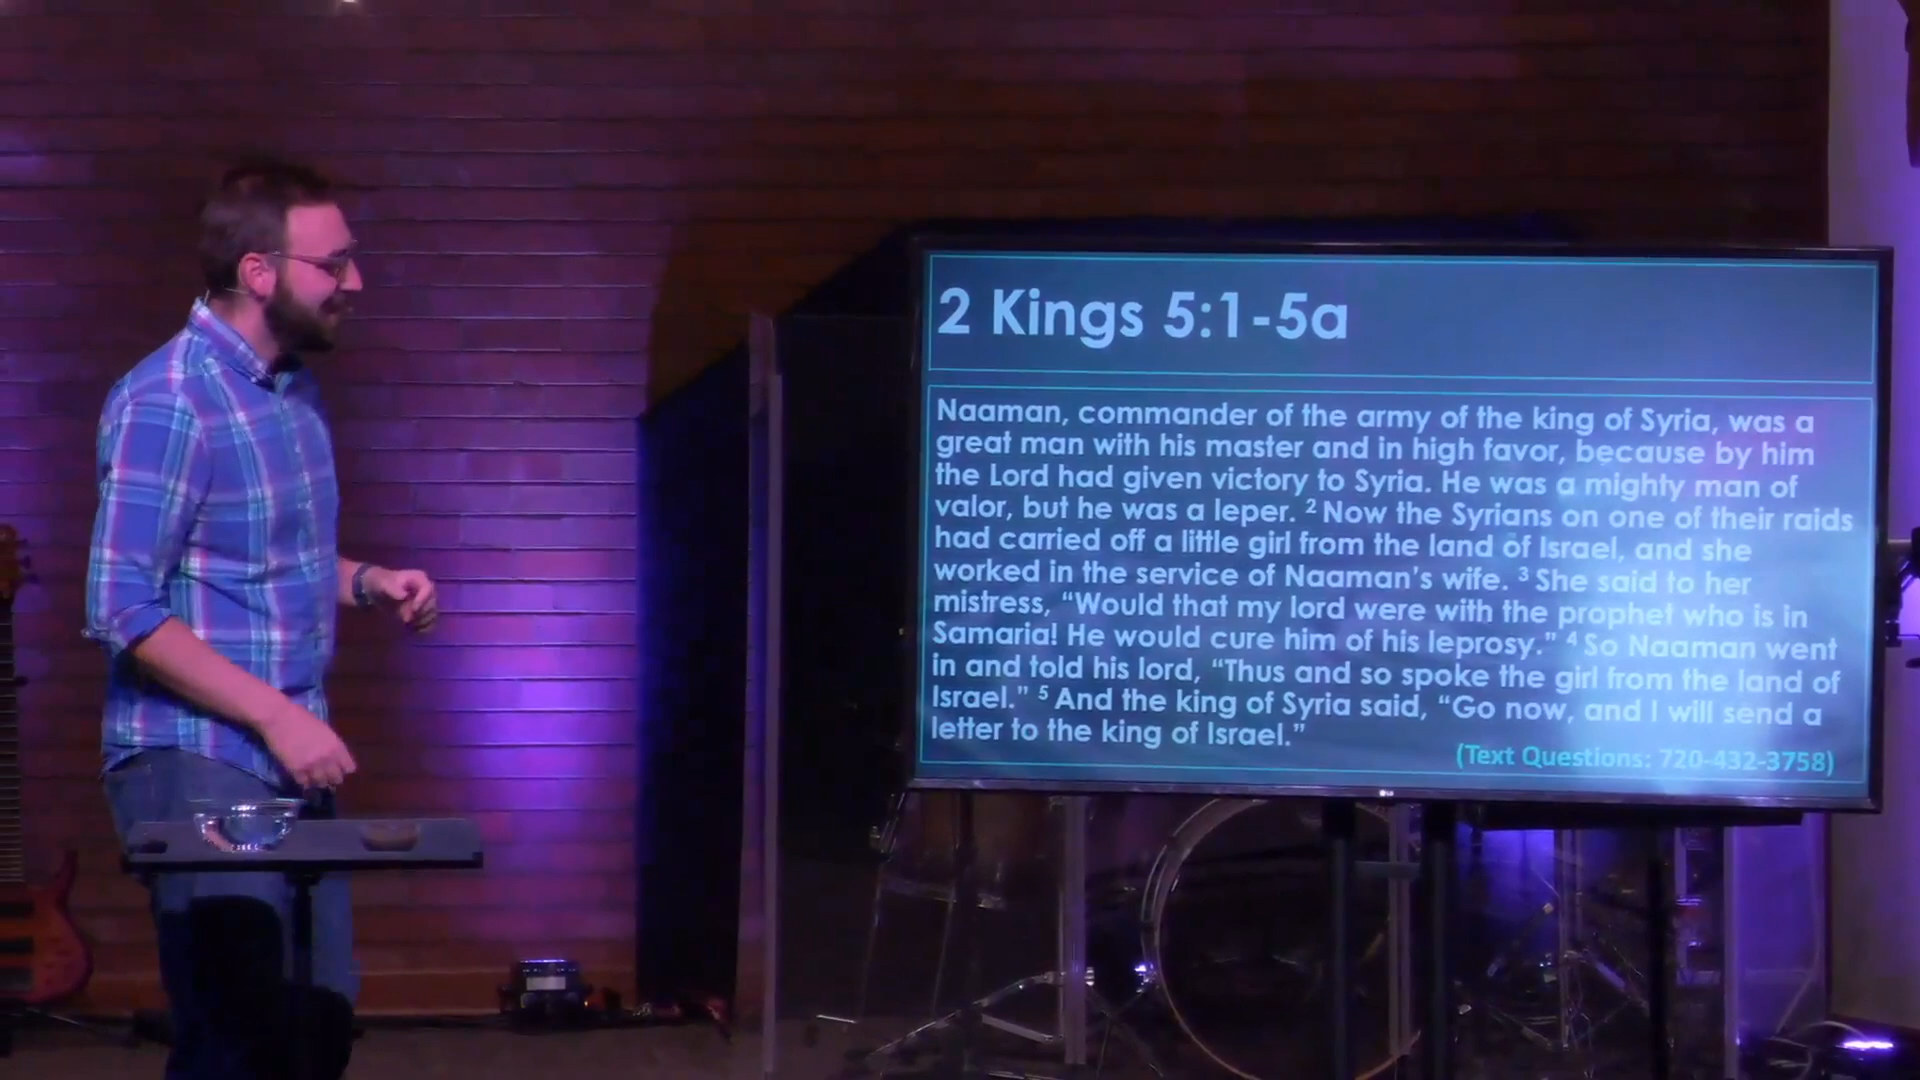 2 Kings 5:1-5a
Naaman, commander of the army of the king of Syria, was a
great man with his master and in high favor, because by him
the Lord had given victory to Syria. He was a mighty man of
valor, but he was a leper. ² Now the Syrians on one of their raids
had carried off a little girl from the land of Israel, and she
worked in the service of Naaman's wife. ³ She said to her
mistress, “Would that my lord were with the prophet who is in
Samaria! He would cure him of his leprosy.” ⁴ So Naaman went
in and told his lord, “Thus and so spoke the girl from the land of
Israel.” ⁵ And the king of Syria said, “Go now, and I will send a
letter to the king of Israel.”
(Text Questions: 720-432-3758)
LG